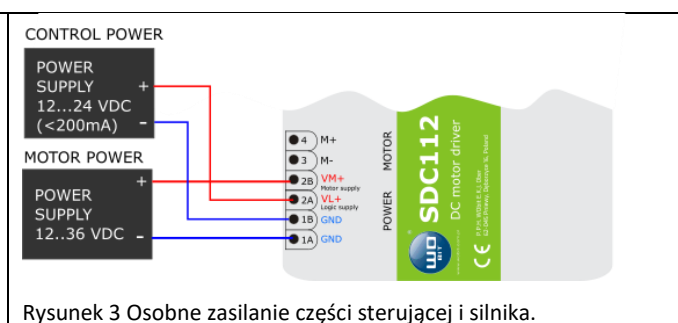 CONTROL POWER
POWER
SUPPLY +
12...24 VDC
(<200mA) -
MOTOR POWER
+
POWER
SUPPLY
12..36 VDC -
4 M+
3 M-
2B VM+
Motor supply
2A VL+
Logic supply
1B GND
1A GND
MOTOR
POWER
SDC112
DC motor driver
WO
BIT
CE
Rysunek 3 Osobne zasilanie części sterującej i silnika.